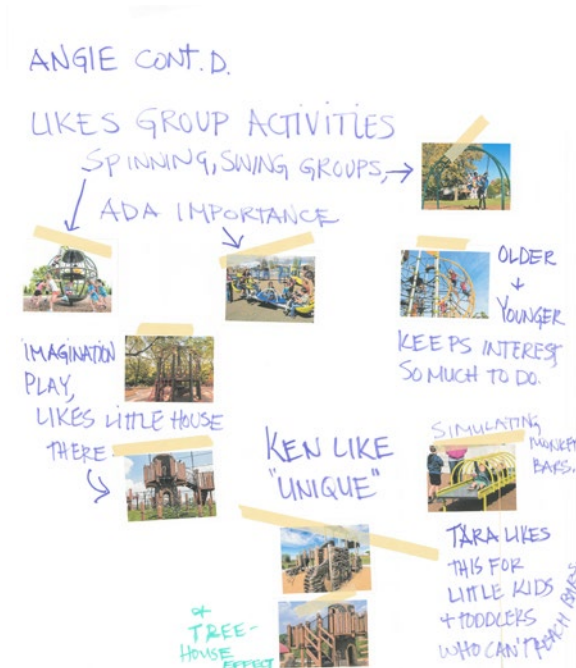 ANGIE CONT.D.
LIKES GROUP ACTIVITIES
SPINNING, SWING GROUPS, →
ADA IMPORTANCE
OLDER
+
YOUNGER
KEEPS INTEREST,
SO MUCH TO DO.
IMAGINATION
PLAY,
LIKES LITTLE HOUSE
THERE
KEN LIKE
"UNIQUE"
SIMULATING
MONKEY
BARS,
TARA LIKES
THIS FOR
LITTLE KIDS
+ TODDLERS
WHO CAN'T REACH BARS
&
TREE-
HOUSE
EFFECT